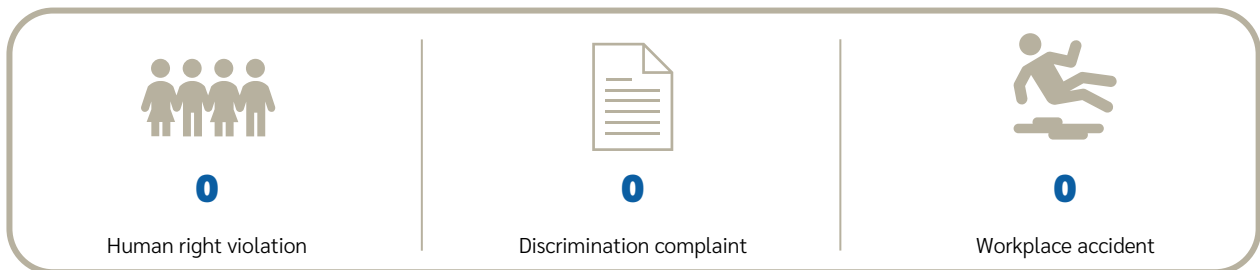 0
Human right violation
0
Discrimination complaint
0
Workplace accident